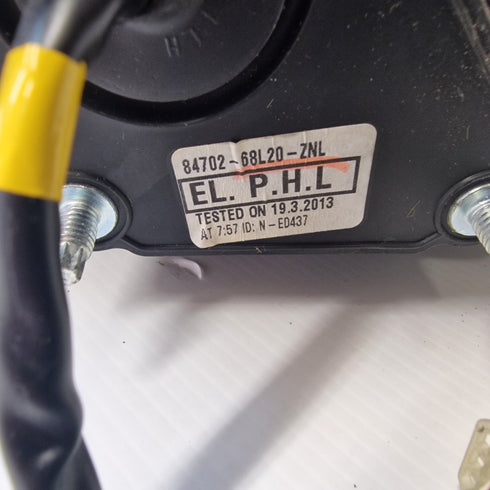 84702-68L20-ZNL
EL. P.H.L
TESTED ON 19.3.2013
AT 7:57 ID: N-E0437